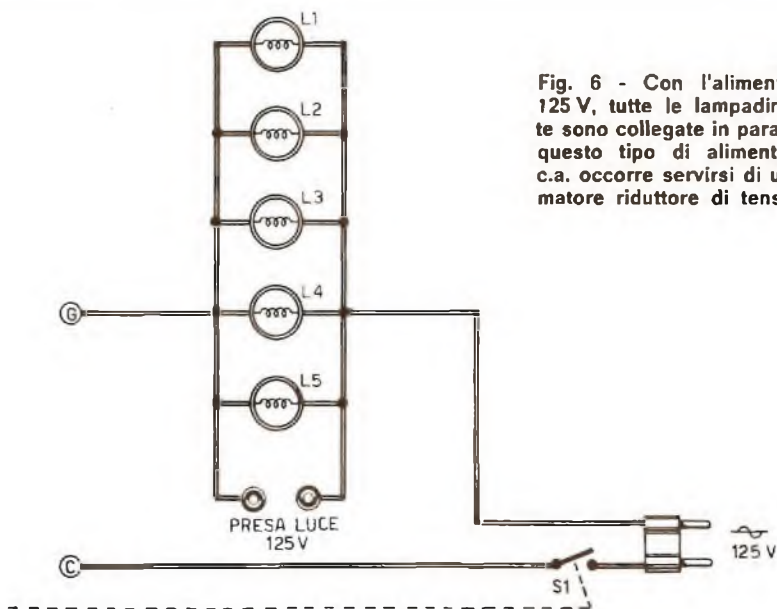 L1
L2
Fig. 6 - Con l'aliment
125 V, tutte le lampadin
te sono collegate in para
questo tipo di aliment
c.a. occorre servirsi di u
matore riduttore di tens
L3
L4
G
L5
PRESA LUCE
125 V
125 V
C
S1